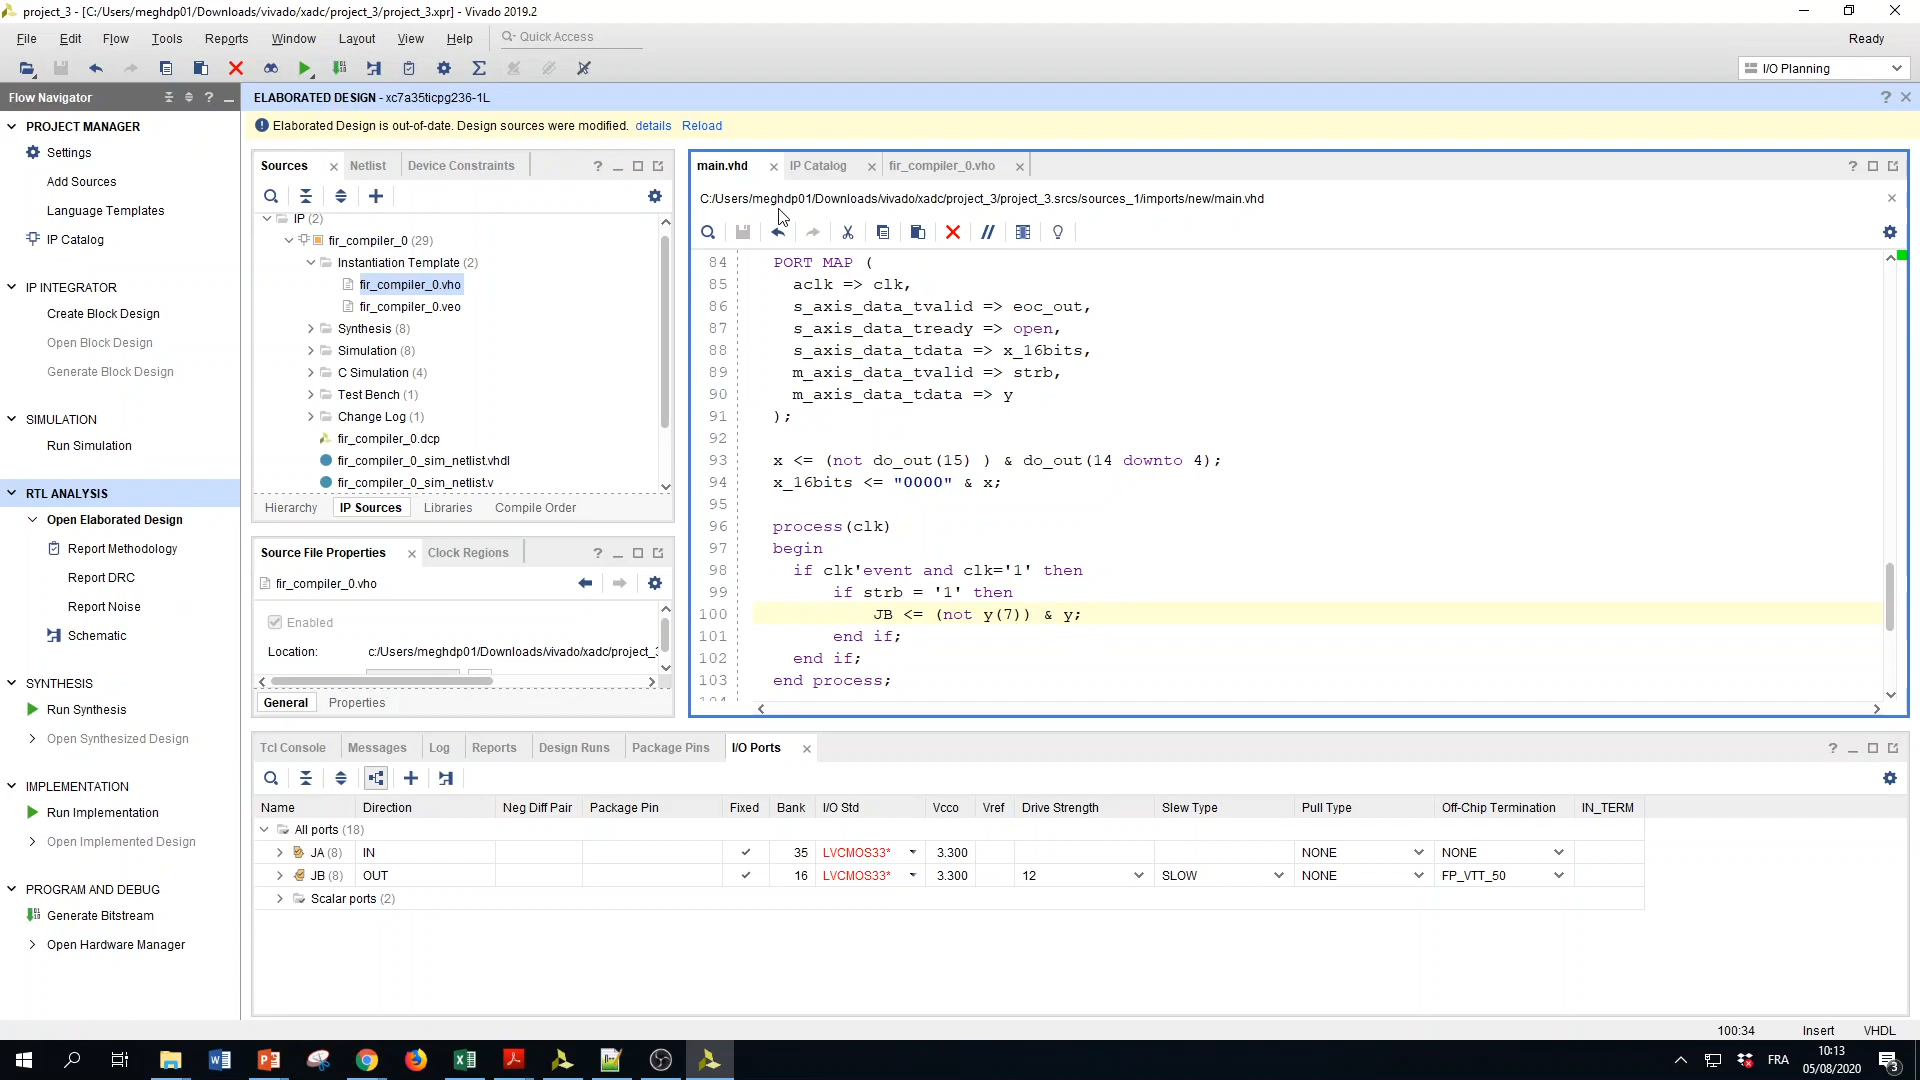 project_3 - [C:/Users/meghdp01/Downloads/vivado/xadc/project_3/project_3.xpr] - Vivado 2019.2
File Edit Flow Tools Reports Window Layout View Help Quick Access
Ready
I/O Planning
Flow Navigator
PROJECT MANAGER
Settings
Add Sources
Language Templates
IP Catalog
IP INTEGRATOR
Create Block Design
Open Block Design
Generate Block Design
SIMULATION
Run Simulation
RTL ANALYSIS
Open Elaborated Design
Report Methodology
Report DRC
Report Noise
Schematic
SYNTHESIS
Run Synthesis
Open Synthesized Design
IMPLEMENTATION
Run Implementation
Open Implemented Design
PROGRAM AND DEBUG
Generate Bitstream
Open Hardware Manager
ELABORATED DESIGN - xc7a35ticpg236-1L
Elaborated Design is out-of-date. Design sources were modified. details Reload
Sources Netlist Device Constraints
IP (2)
fir_compiler_0 (29)
Instantiation Template (2)
fir_compiler_0.vho
fir_compiler_0.veo
Synthesis (8)
Simulation (8)
C Simulation (4)
Test Bench (1)
Change Log (1)
fir_compiler_0.dcp
fir_compiler_0_sim_netlist.vhdl
fir_compiler_0_sim_netlist.v
Hierarchy IP Sources Libraries Compile Order
Source File Properties Clock Regions
fir_compiler_0.vho
Enabled
Location: c:/Users/meghdp01/Downloads/vivado/xadc/project_3
General Properties
main.vhd IP Catalog fir_compiler_0.vho
C:/Users/meghdp01/Downloads/vivado/xadc/project_3/project_3.srcs/sources_1/imports/new/main.vhd
84 PORT MAP (
85 aclk => clk,
86 s_axis_data_tvalid => eoc_out,
87 s_axis_data_tready => open,
88 s_axis_data_tdata => x_16bits,
89 m_axis_data_tvalid => strb,
90 m_axis_data_tdata => y
91 );
92
93 x <= (not do_out(15) ) & do_out(14 downto 4);
94 x_16bits <= "0000" & x;
95
96 process(clk)
97 begin
98 if clk'event and clk='1' then
99 if strb = '1' then
100 JB <= (not y(7)) & y;
101 end if;
102 end if;
103 end process;
Tcl Console Messages Log Reports Design Runs Package Pins I/O Ports
Name Direction Neg Diff Pair Package Pin Fixed Bank I/O Std Vcco Vref Drive Strength Slew Type Pull Type Off-Chip Termination IN_TERM
All ports (18)
JA (8) IN 35 LVCMOS33* 3.300 NONE NONE
JB (8) OUT 16 LVCMOS33* 3.300 12 SLOW NONE FP_VTT_50
Scalar ports (2)
100:34 Insert VHDL
FRA
10:13
05/08/2020
3